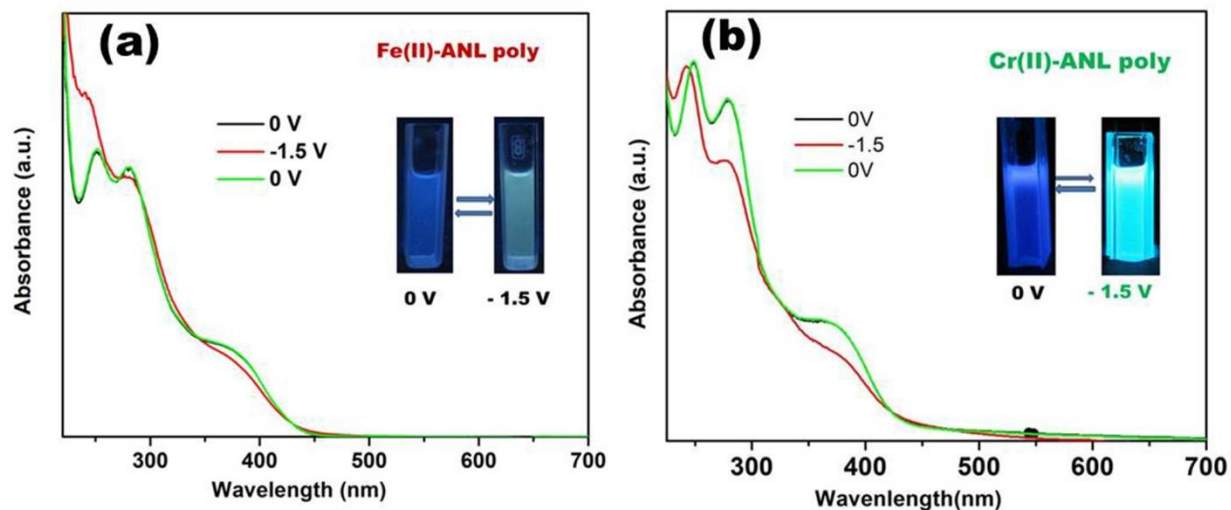 (a)
Fe(II)-ANL poly
0 V
-1.5 V
0 V
0 V
- 1.5 V
Absorbance (a.u.)
300
400
500
600
700
Wavelength (nm)
(b)
Cr(II)-ANL poly
0V
-1.5
0V
0 V
- 1.5 V
Absorbance (a.u.)
300
400
500
600
700
Wavenlength(nm)